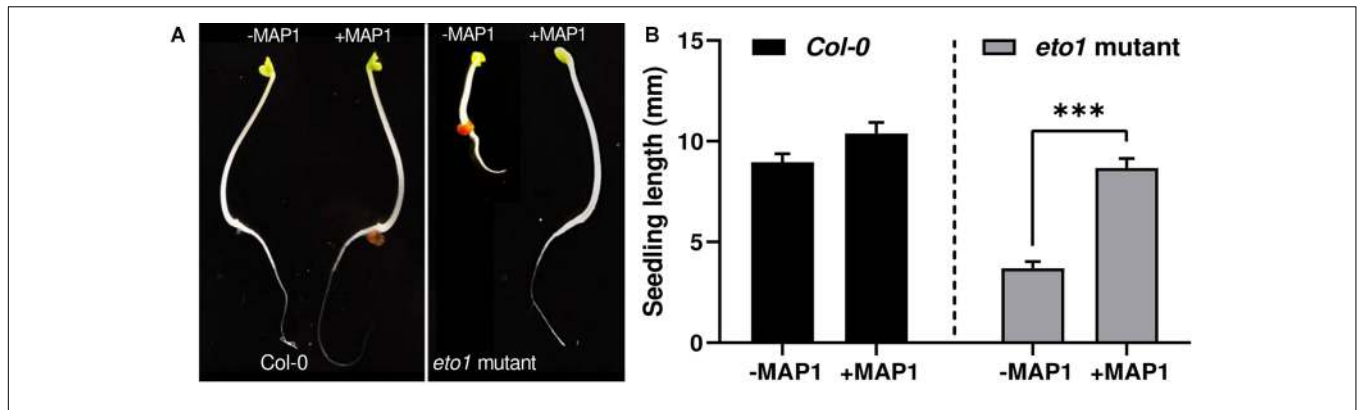 A
-MAP1 +MAP1
Col-0
-MAP1 +MAP1
eto1 mutant
B
Col-0
eto1 mutant
Seedling length (mm)
15
10
5
0
***
-MAP1 +MAP1 -MAP1 +MAP1